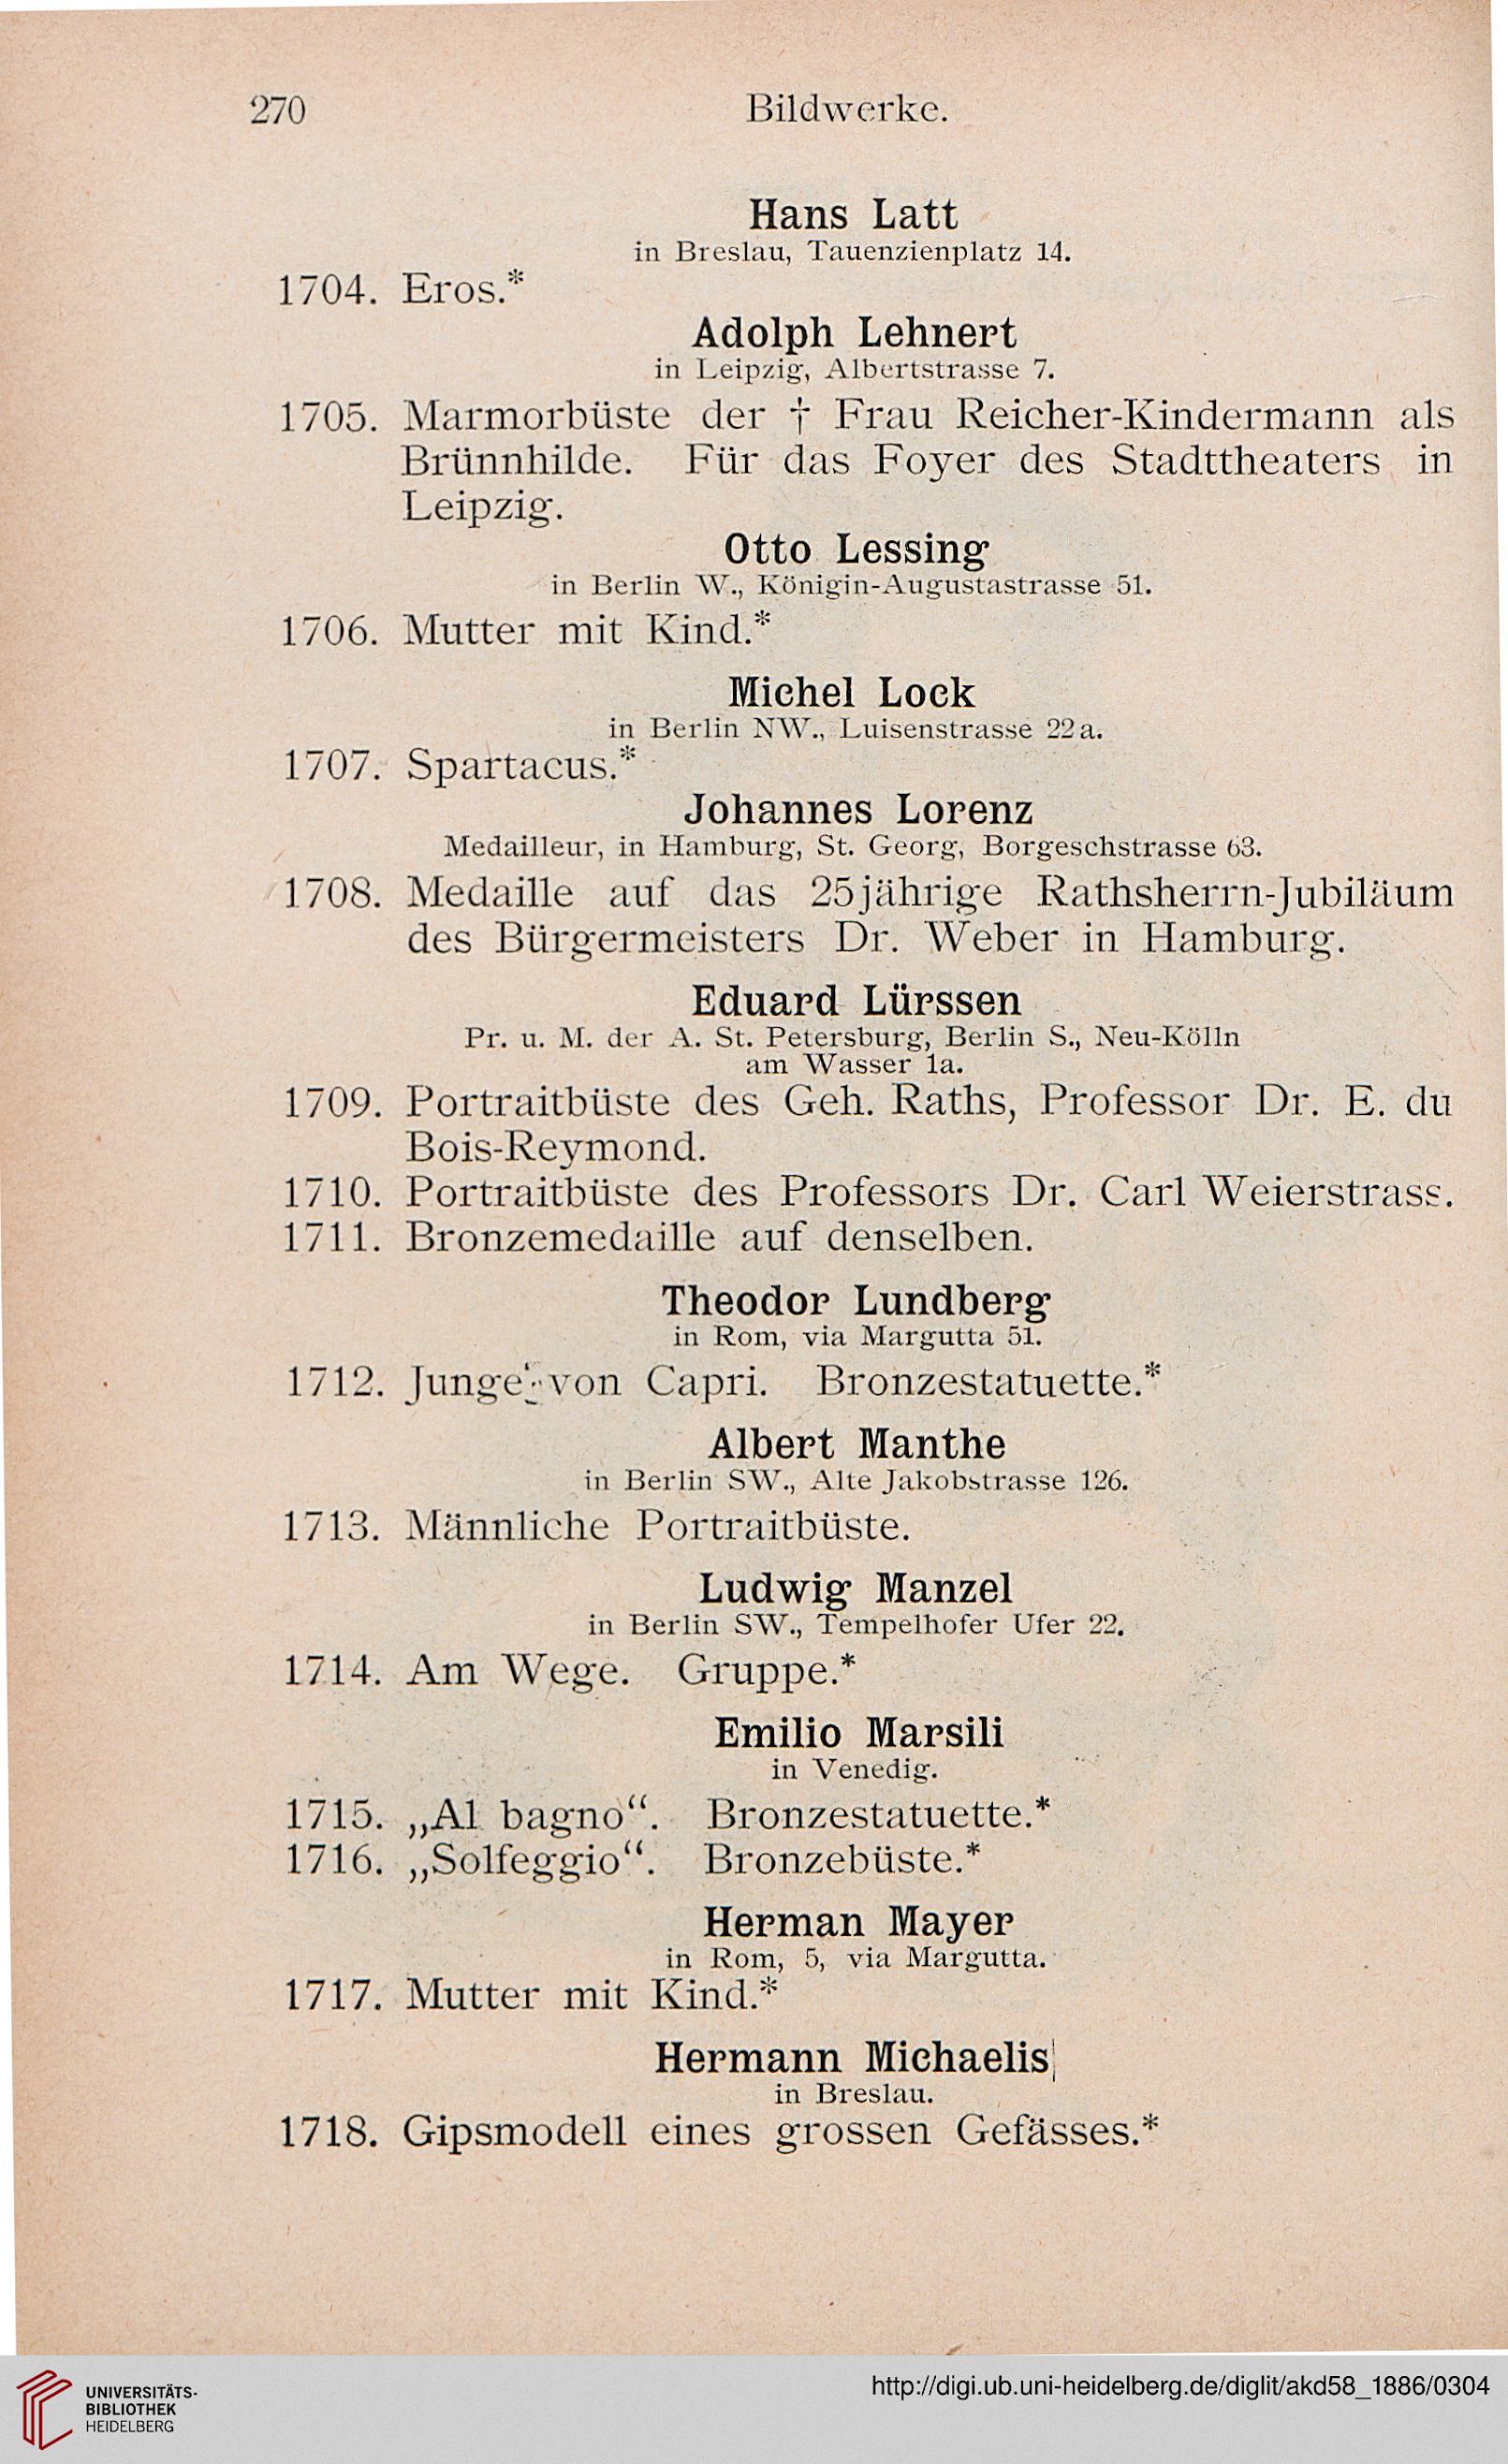 270 Bildwerke.
Hans Latt
in Breslau, Tauenzienplatz 14.
1704. Eros.*
Adolph Lehnert
in Leipzig, Albertstrasse 7.
1705. Marmorbüste der † Frau Reicher-Kindermann als
Brünnhilde. Für das Foyer des Stadttheaters in
Leipzig.
Otto Lessing
in Berlin W., Königin-Augustastrasse 51.
1706. Mutter mit Kind.*
Michel Lock
in Berlin NW., Luisenstrasse 22a.
1707. Spartacus.*
Johannes Lorenz
Medailleur, in Hamburg, St. Georg, Borgeschstrasse 63.
1708. Medaille auf das 25jährige Rathsherrn-Jubiläum
des Bürgermeisters Dr. Weber in Hamburg.
Eduard Lürssen
Pr. u. M. der A. St. Petersburg, Berlin S., Neu-Kölln
am Wasser 1a.
1709. Portraitbüste des Geh. Raths, Professor Dr. E. du
Bois-Reymond.
1710. Portraitbüste des Professors Dr. Carl Weierstrass.
1711. Bronzemedaille auf denselben.
Theodor Lundberg
in Rom, via Margutta 51.
1712. Junge von Capri. Bronzestatuette.*
Albert Manthe
in Berlin SW., Alte Jakobstrasse 126.
1713. Männliche Portraitbüste.
Ludwig Manzel
in Berlin SW., Tempelhofer Ufer 22.
1714. Am Wege. Gruppe.*
Emilio Marsili
in Venedig.
1715. „Al bagno“. Bronzestatuette.*
1716. „Solfeggio“. Bronzebüste.*
Herman Mayer
in Rom, 5, via Margutta.
1717. Mutter mit Kind.*
Hermann Michaelis
in Breslau.
1718. Gipsmodell eines grossen Gefässes.*
UNIVERSITÄTS-
BIBLIOTHEK
HEIDELBERG
http://digi.ub.uni-heidelberg.de/diglit/akd58_1886/0304